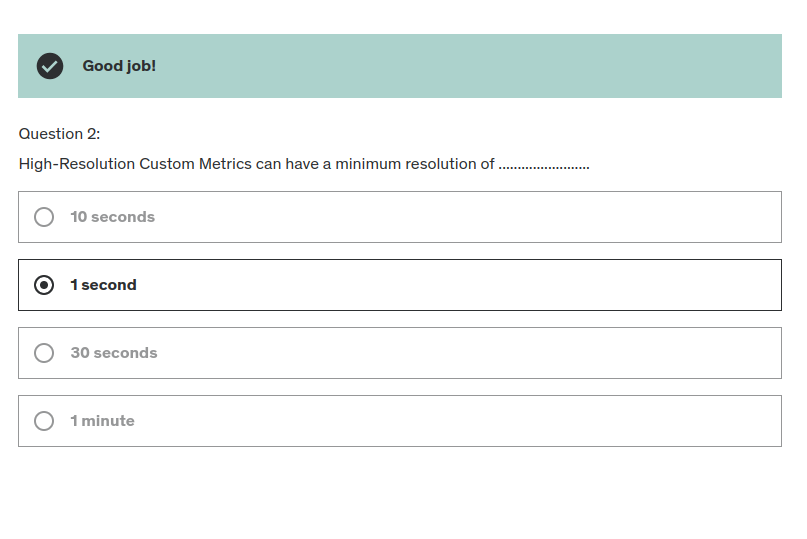 Good job!
Question 2:
High-Resolution Custom Metrics can have a minimum resolution of ........................
10 seconds
1 second
30 seconds
1 minute